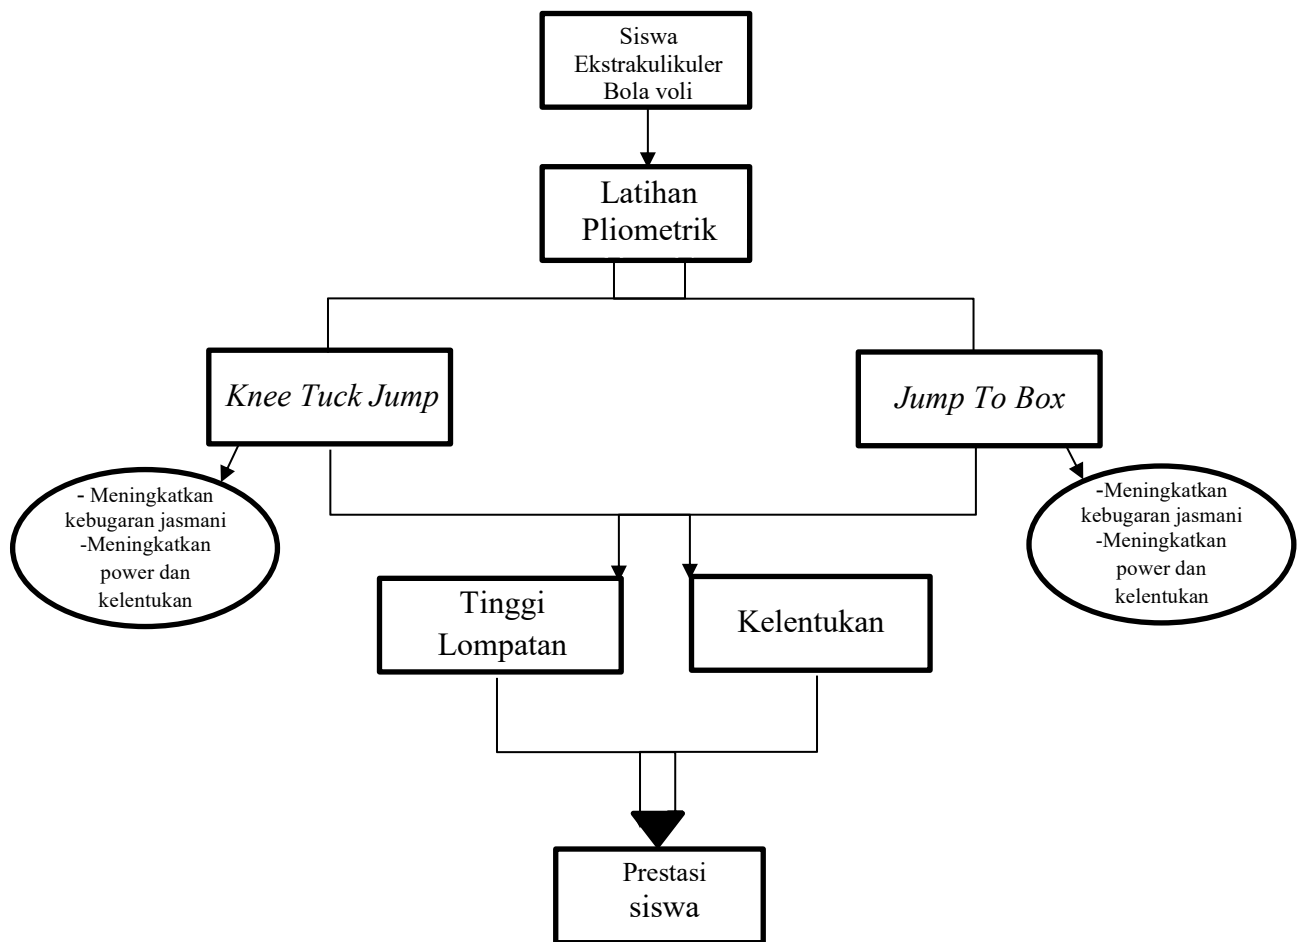 Siswa
Ekstrakulikuler
Bola voli
Latihan
Pliometrik
Knee Tuck Jump
Jump To Box
- Meningkatkan
kebugaran jasmani
-Meningkatkan
power dan
kelentukan
-Meningkatkan
kebugaran jasmani
-Meningkatkan
power dan
kelentukan
Tinggi
Lompatan
Kelentukan
Prestasi
siswa